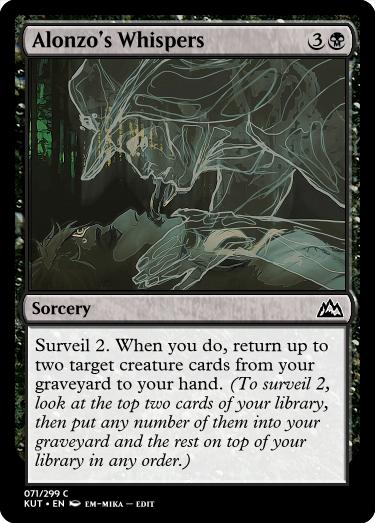 Alonzo's Whispers 3
Sorcery
Surveil 2. When you do, return up to
two target creature cards from your
graveyard to your hand. (To surveil 2,
look at the top two cards of your library,
then put any number of them into your
graveyard and the rest on top of your
library in any order.)
071/299 C
KUT • EN EM-MIKA — EDIT